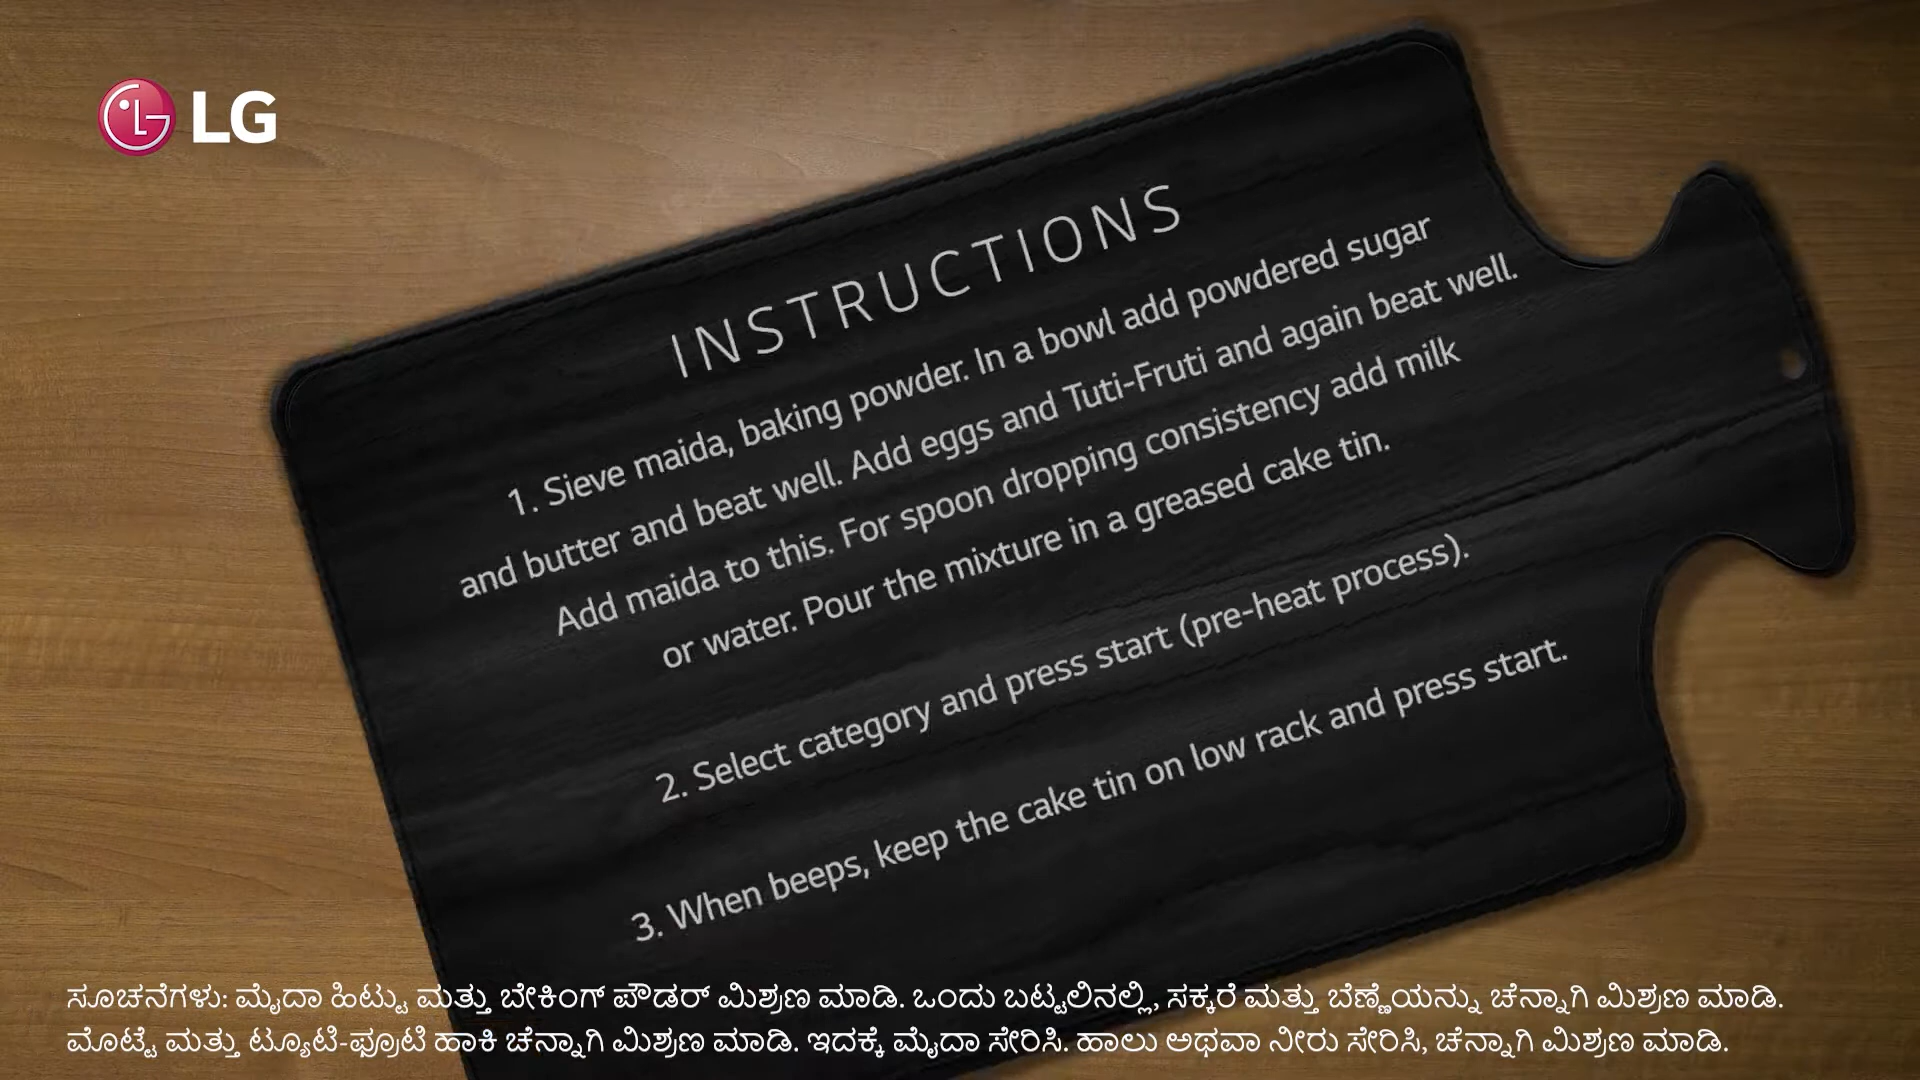 LG
INSTRUCTIONS
1. Sieve maida, baking powder. In a bowl add powdered sugar
and butter and beat well. Add eggs and Tuti-Fruti and again beat well.
Add maida to this. For spoon dropping consistency add milk
or water. Pour the mixture in a greased cake tin.
2. Select category and press start (pre-heat process).
3. When beeps, keep the cake tin on low rack and press start.
ಸೂಚನೆಗಳು: ಮೈದಾ ಹಿಟ್ಟು ಮತ್ತು ಬೇಕಿಂಗ್ ಪೌಡರ್ ಮಿಶ್ರಣ ಮಾಡಿ. ಒಂದು ಬಟ್ಟಲಿನಲ್ಲಿ, ಸಕ್ಕರೆ ಮತ್ತು ಬೆಣ್ಣೆಯನ್ನು ಚೆನ್ನಾಗಿ ಮಿಶ್ರಣ ಮಾಡಿ.
ಮೊಟ್ಟೆ ಮತ್ತು ಟ್ಯೂಟಿ-ಫ್ರೂಟಿ ಹಾಕಿ ಚೆನ್ನಾಗಿ ಮಿಶ್ರಣ ಮಾಡಿ. ಇದಕ್ಕೆ ಮೈದಾ ಸೇರಿಸಿ. ಹಾಲು ಅಥವಾ ನೀರು ಸೇರಿಸಿ, ಚೆನ್ನಾಗಿ ಮಿಶ್ರಣ ಮಾಡಿ.